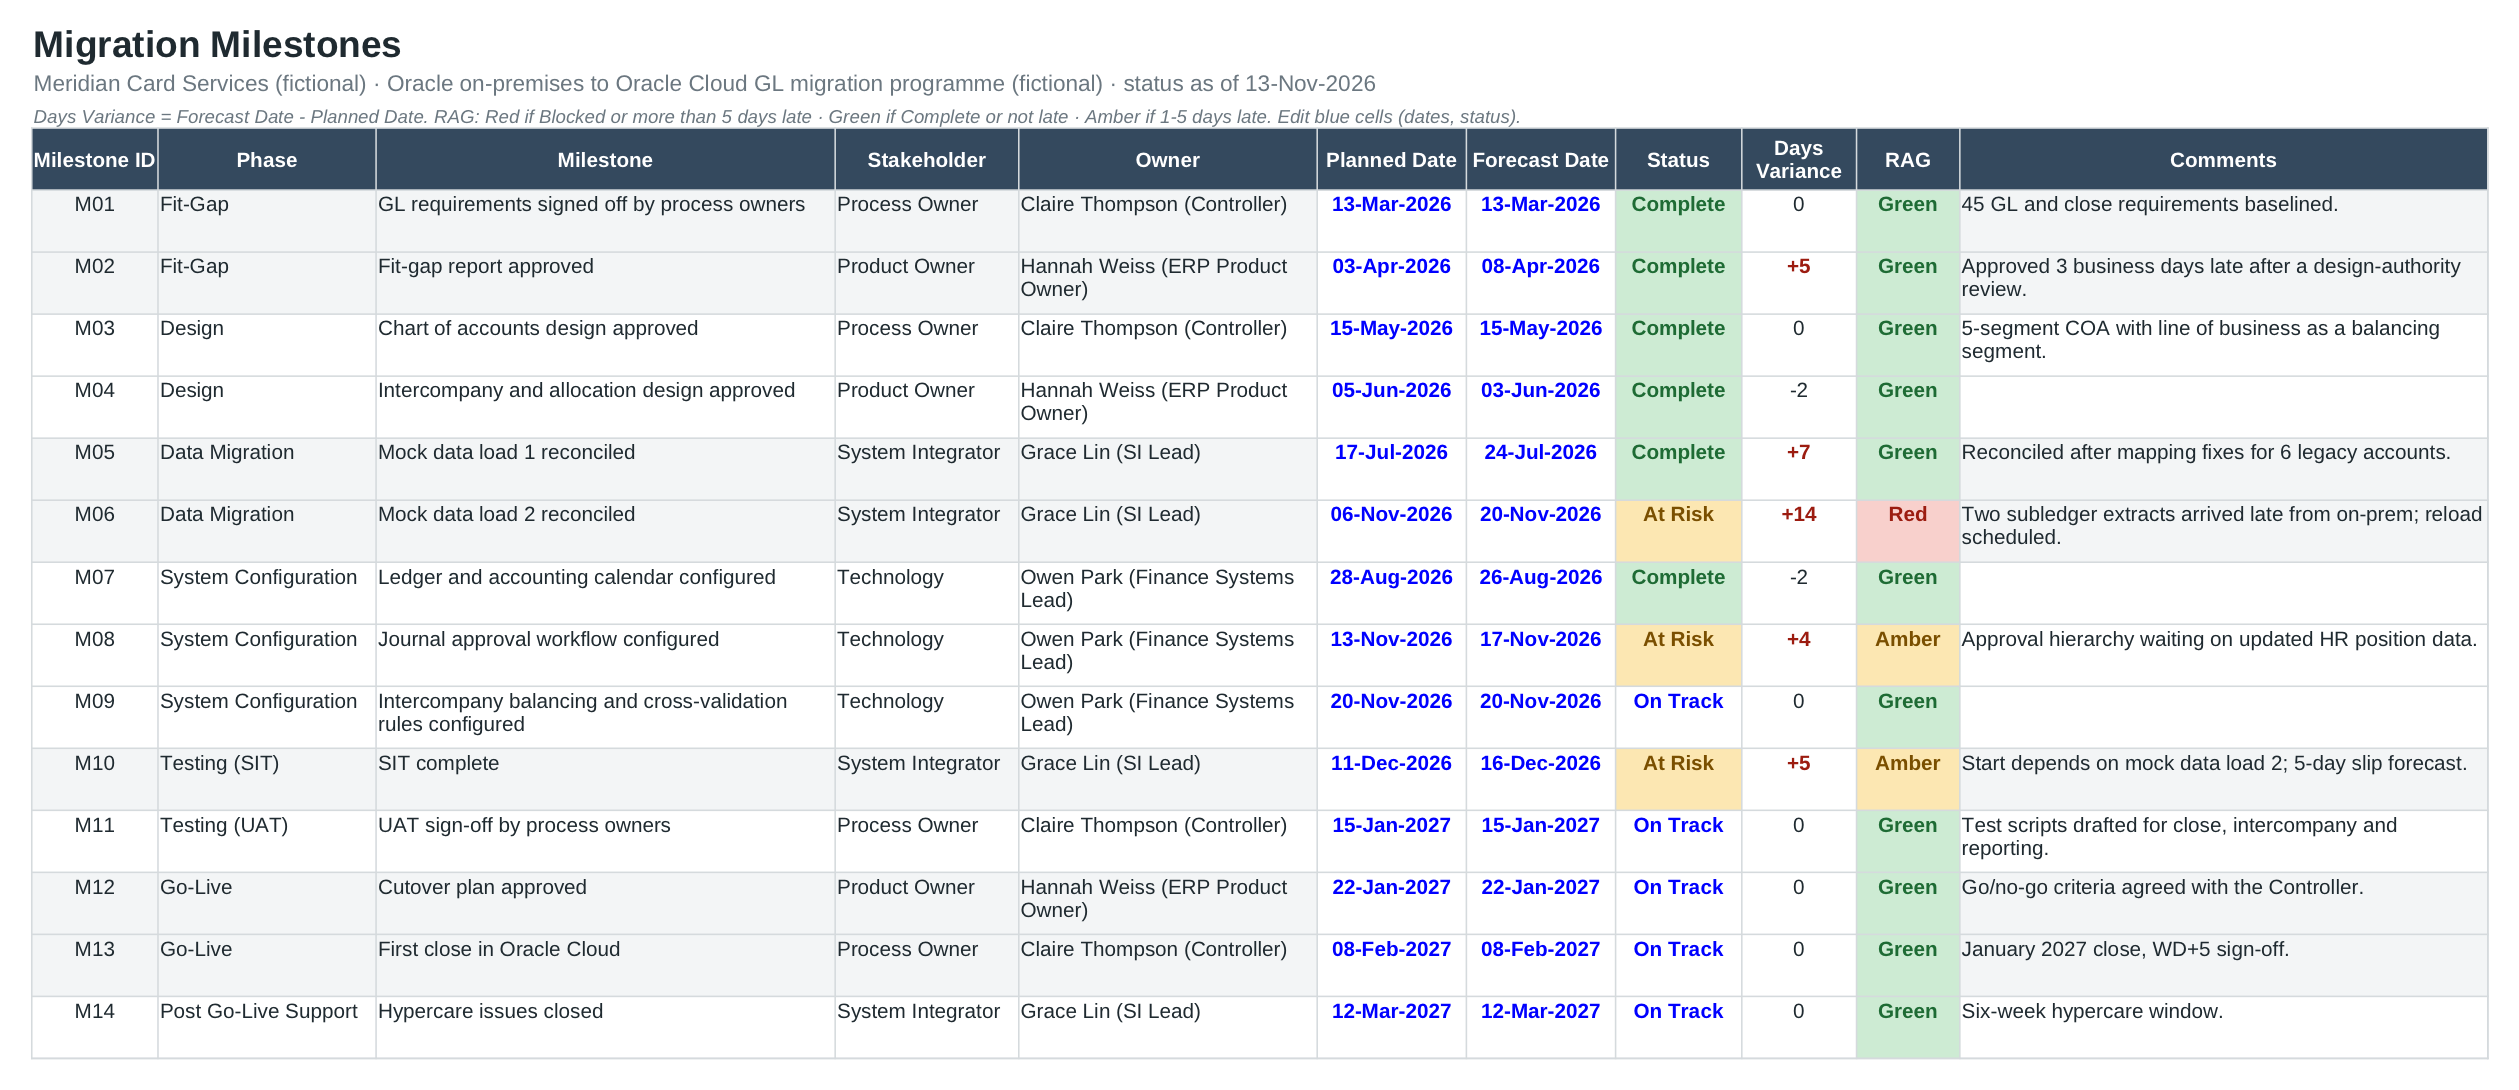 Migration Milestones
Meridian Card Services (fictional) · Oracle on-premises to Oracle Cloud GL migration programme (fictional) · status as of 13-Nov-2026
Days Variance = Forecast Date - Planned Date. RAG: Red if Blocked or more than 5 days late · Green if Complete or not late · Amber if 1-5 days late. Edit blue cells (dates, status).
Milestone ID Phase Milestone Stakeholder Owner Planned Date Forecast Date Status Days Variance RAG Comments
M01 Fit-Gap GL requirements signed off by process owners Process Owner Claire Thompson (Controller) 13-Mar-2026 13-Mar-2026 Complete 0 Green 45 GL and close requirements baselined.
M02 Fit-Gap Fit-gap report approved Product Owner Hannah Weiss (ERP Product Owner) 03-Apr-2026 08-Apr-2026 Complete +5 Green Approved 3 business days late after a design-authority review.
M03 Design Chart of accounts design approved Process Owner Claire Thompson (Controller) 15-May-2026 15-May-2026 Complete 0 Green 5-segment COA with line of business as a balancing segment.
M04 Design Intercompany and allocation design approved Product Owner Hannah Weiss (ERP Product Owner) 05-Jun-2026 03-Jun-2026 Complete -2 Green
M05 Data Migration Mock data load 1 reconciled System Integrator Grace Lin (SI Lead) 17-Jul-2026 24-Jul-2026 Complete +7 Green Reconciled after mapping fixes for 6 legacy accounts.
M06 Data Migration Mock data load 2 reconciled System Integrator Grace Lin (SI Lead) 06-Nov-2026 20-Nov-2026 At Risk +14 Red Two subledger extracts arrived late from on-prem; reload scheduled.
M07 System Configuration Ledger and accounting calendar configured Technology Owen Park (Finance Systems Lead) 28-Aug-2026 26-Aug-2026 Complete -2 Green
M08 System Configuration Journal approval workflow configured Technology Owen Park (Finance Systems Lead) 13-Nov-2026 17-Nov-2026 At Risk +4 Amber Approval hierarchy waiting on updated HR position data.
M09 System Configuration Intercompany balancing and cross-validation rules configured Technology Owen Park (Finance Systems Lead) 20-Nov-2026 20-Nov-2026 On Track 0 Green
M10 Testing (SIT) SIT complete System Integrator Grace Lin (SI Lead) 11-Dec-2026 16-Dec-2026 At Risk +5 Amber Start depends on mock data load 2; 5-day slip forecast.
M11 Testing (UAT) UAT sign-off by process owners Process Owner Claire Thompson (Controller) 15-Jan-2027 15-Jan-2027 On Track 0 Green Test scripts drafted for close, intercompany and reporting.
M12 Go-Live Cutover plan approved Product Owner Hannah Weiss (ERP Product Owner) 22-Jan-2027 22-Jan-2027 On Track 0 Green Go/no-go criteria agreed with the Controller.
M13 Go-Live First close in Oracle Cloud Process Owner Claire Thompson (Controller) 08-Feb-2027 08-Feb-2027 On Track 0 Green January 2027 close, WD+5 sign-off.
M14 Post Go-Live Support Hypercare issues closed System Integrator Grace Lin (SI Lead) 12-Mar-2027 12-Mar-2027 On Track 0 Green Six-week hypercare window.